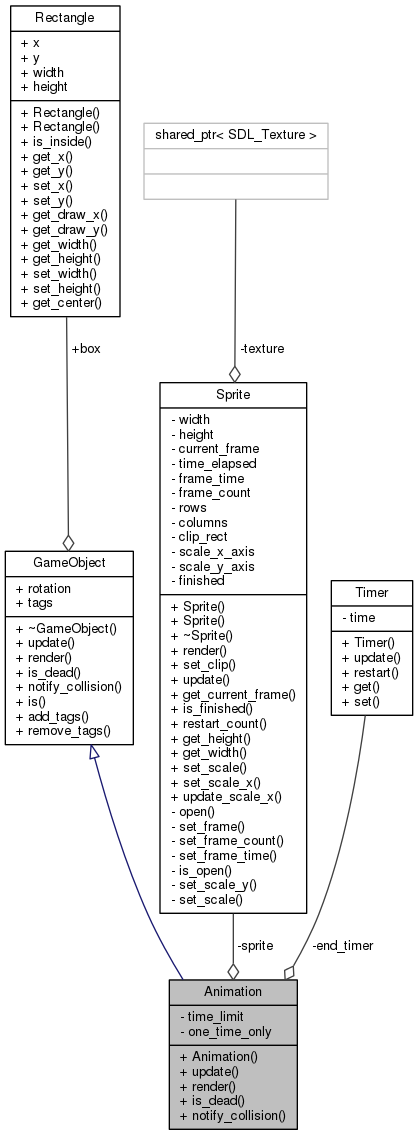 Rectangle
+ x
+ y
+ width
+ height
+ Rectangle()
+ Rectangle()
+ is_inside()
+ get_x()
+ get_y()
+ set_x()
+ set_y()
+ get_draw_x()
+ get_draw_y()
+ get_width()
+ get_height()
+ set_width()
+ set_height()
+ get_center()
shared_ptr< SDL_Texture >
+box
-texture
Sprite
- width
- height
- current_frame
- time_elapsed
- frame_time
- frame_count
- rows
- columns
- clip_rect
- scale_x_axis
- scale_y_axis
- finished
+ Sprite()
+ Sprite()
+ ~Sprite()
+ render()
+ set_clip()
+ update()
+ get_current_frame()
+ is_finished()
+ restart_count()
+ get_height()
+ get_width()
+ set_scale()
+ set_scale_x()
+ update_scale_x()
- open()
- set_frame()
- set_frame_count()
- set_frame_time()
- is_open()
- set_scale_y()
- set_scale()
GameObject
+ rotation
+ tags
+ ~GameObject()
+ update()
+ render()
+ is_dead()
+ notify_collision()
+ is()
+ add_tags()
+ remove_tags()
Timer
- time
+ Timer()
+ update()
+ restart()
+ get()
+ set()
-sprite
-end_timer
Animation
- time_limit
- one_time_only
+ Animation()
+ update()
+ render()
+ is_dead()
+ notify_collision()